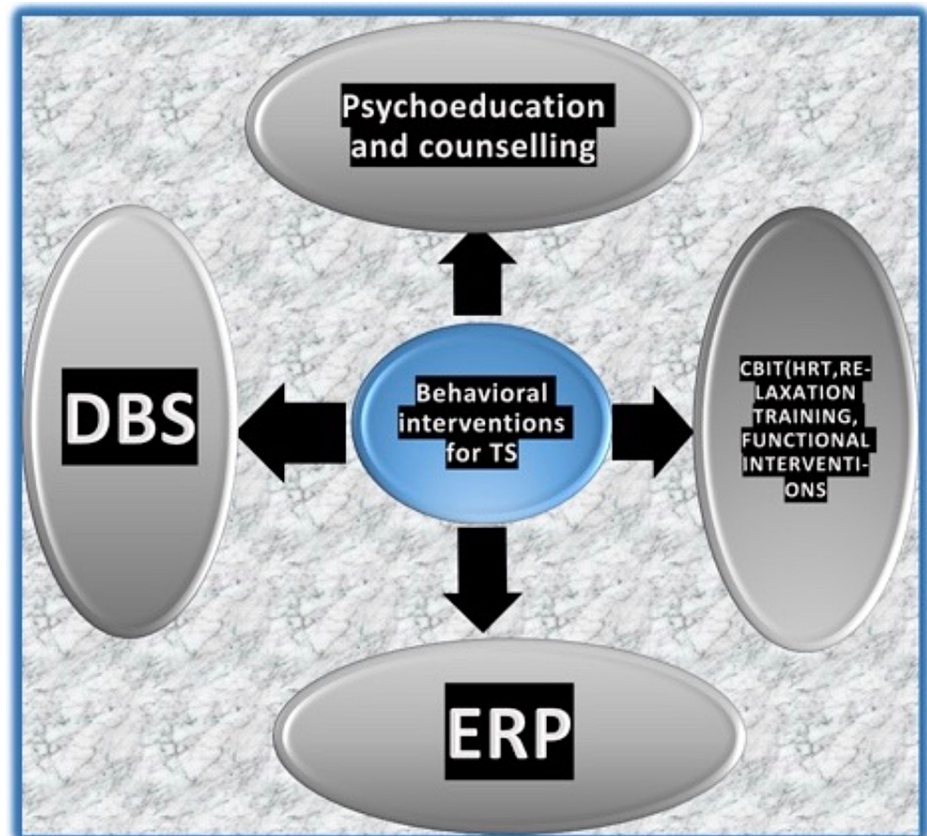 Psychoeducation
and counselling
DBS
Behavioral
interventions
for TS
CBIT(HRT,RE-
LAXATION
TRAINING,
FUNCTIONAL
INTERVENTI-
ONS
ERP